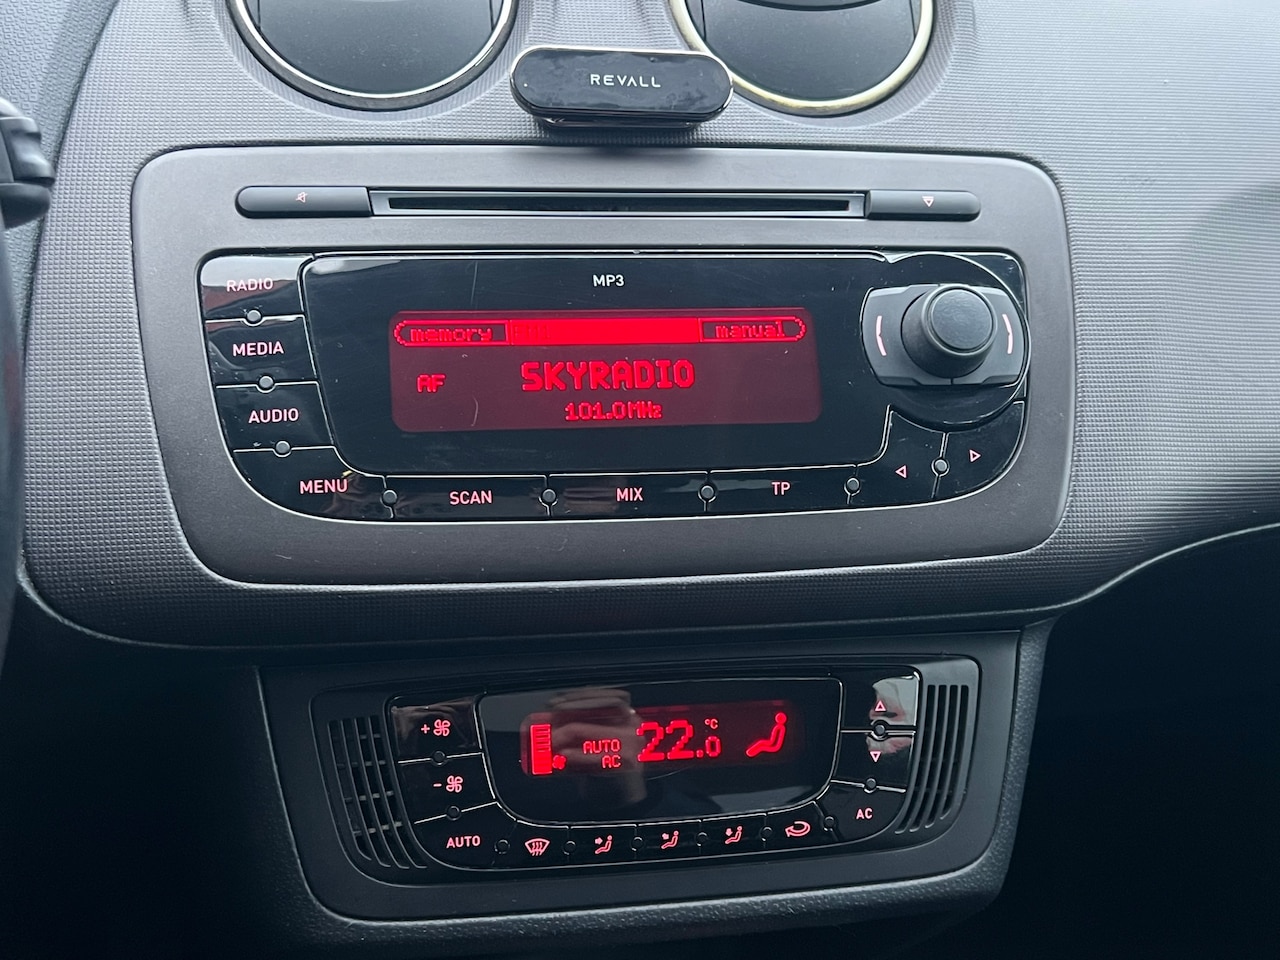 REVALL
MP3
RADIO
MEDIA
AUDIO
MENU
memory
manual
AF
SKYRADIO
101.0MHz
SCAN
MIX
TP
AUTO
AC
22.0 °C
AUTO
AC